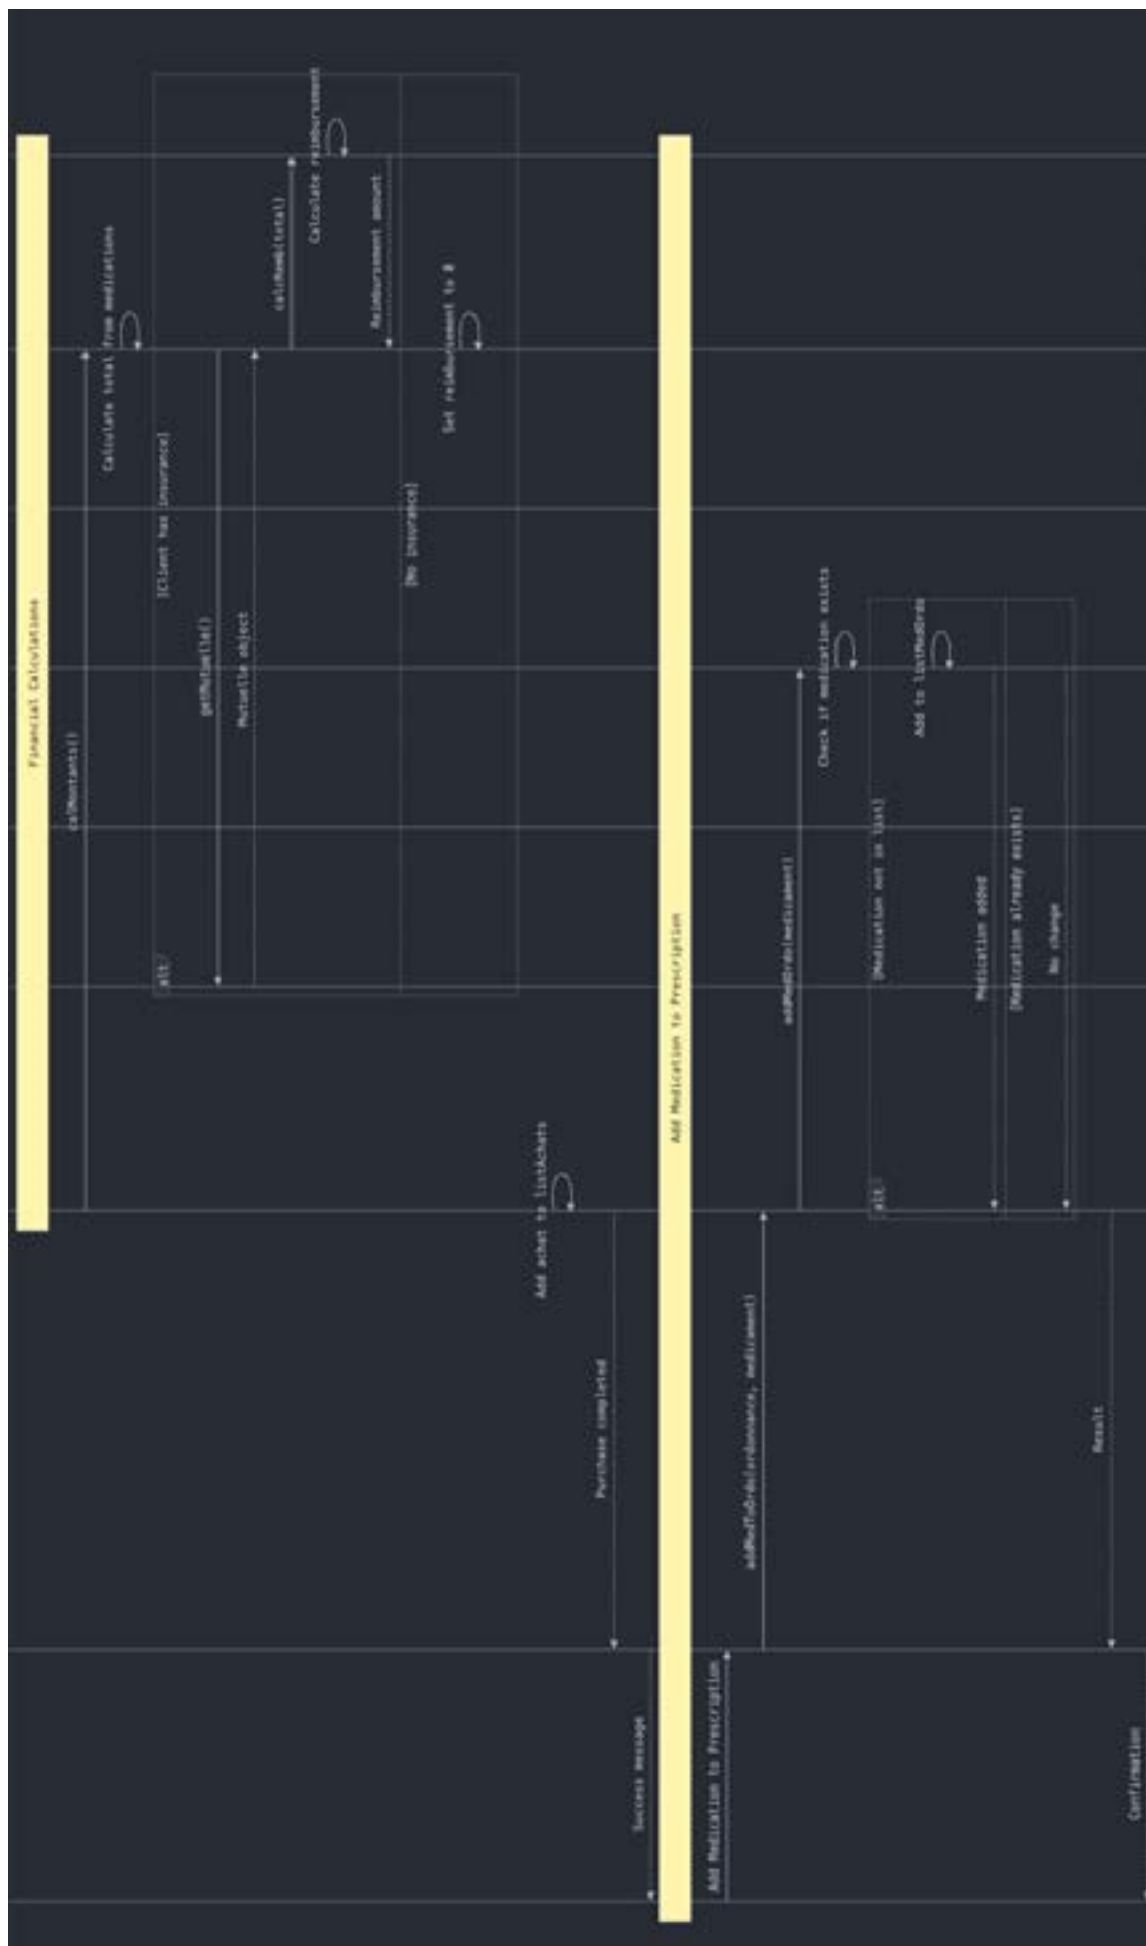 Financial Calculations
calMontants()
Calculate total from medications
alt
[Client has insurance]
getMutuelle()
Mutuelle object
calcRemb(total)
Calculate reimbursement
Reimbursement amount
[No insurance]
Set reimbursement to 0
Add achat to listAchats
Purchase completed
Success message
Add Medication to Prescription
Add Medication to Prescription
addMedToOrdo(ordonnance, medicament)
addMedOrdo(medicament)
Check if medication exists
alt
[Medication not in list]
Add to listMedOrdo
Medication added
[Medication already exists]
No change
Result
Confirmation